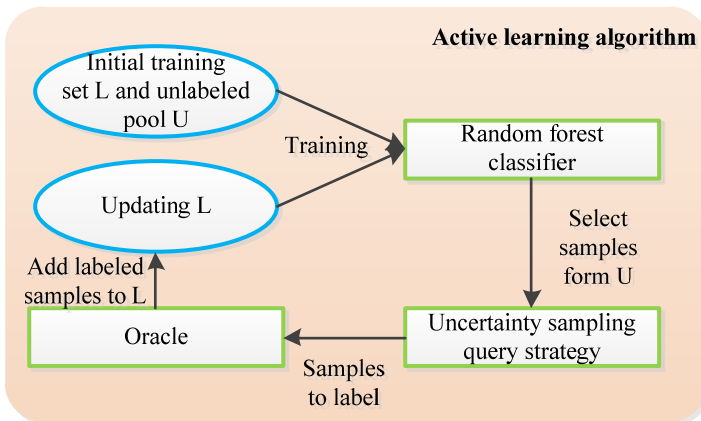 Active learning algorithm
Initial training
set L and unlabeled
pool U
Training
Random forest
classifier
Updating L
Select
samples
form U
Add labeled
samples to L
Oracle
Uncertainty sampling
query strategy
Samples
to label